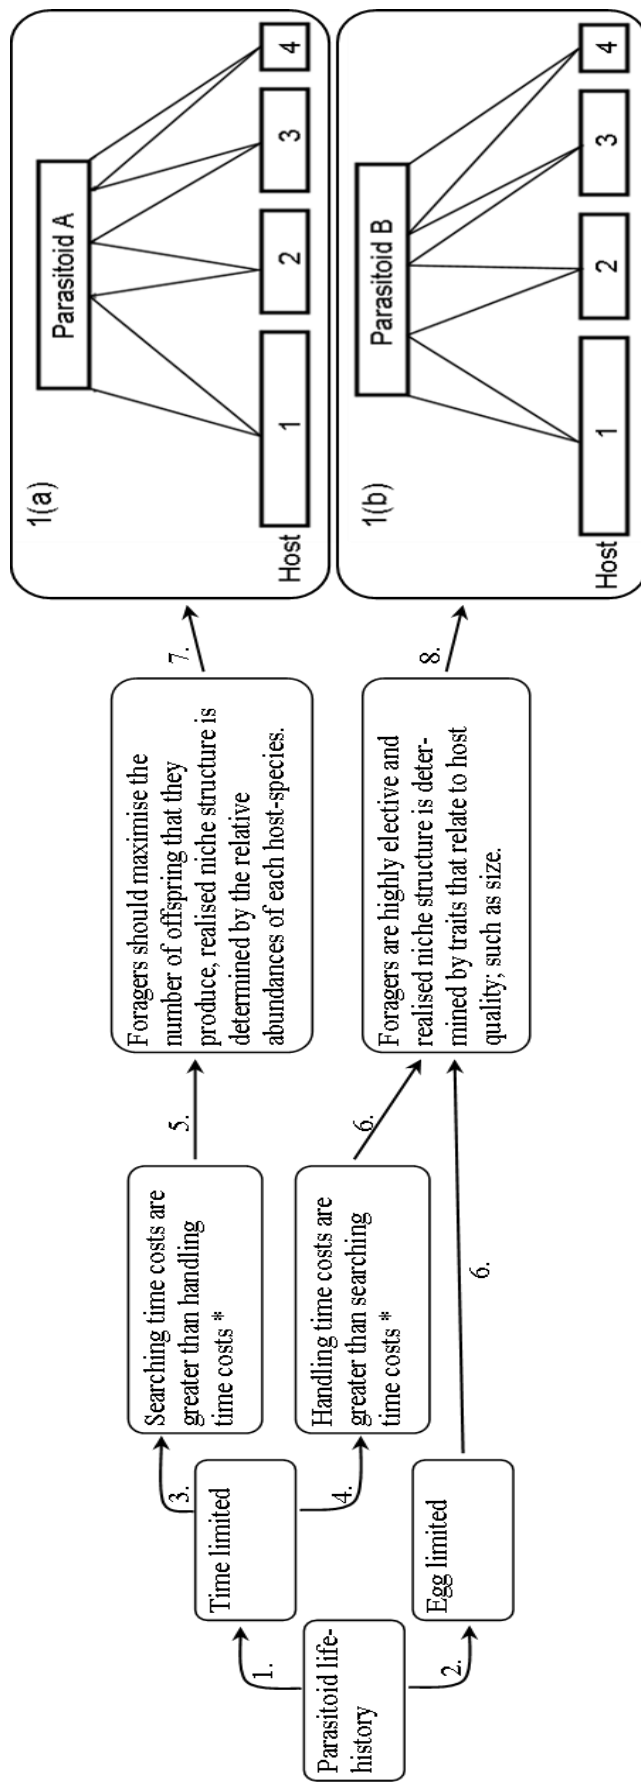 Parasitoid life-
history
1.
2.
Time limited
Egg limited
3.
4.
Searching time costs are
greater than handling
time costs *
Handling time costs are
greater than searching
time costs *
5.
6.
6.
Foragers should maximise the
number of offspring that they
produce, realised niche structure is
determined by the relative
abundances of each host-species.
Foragers are highly elective and
realised niche structure is deter-
mined by traits that relate to host
quality; such as size.
7.
8.
1(a)
Parasitoid A
Host 1 2 3 4
1(b)
Parasitoid B
Host 1 2 3 4